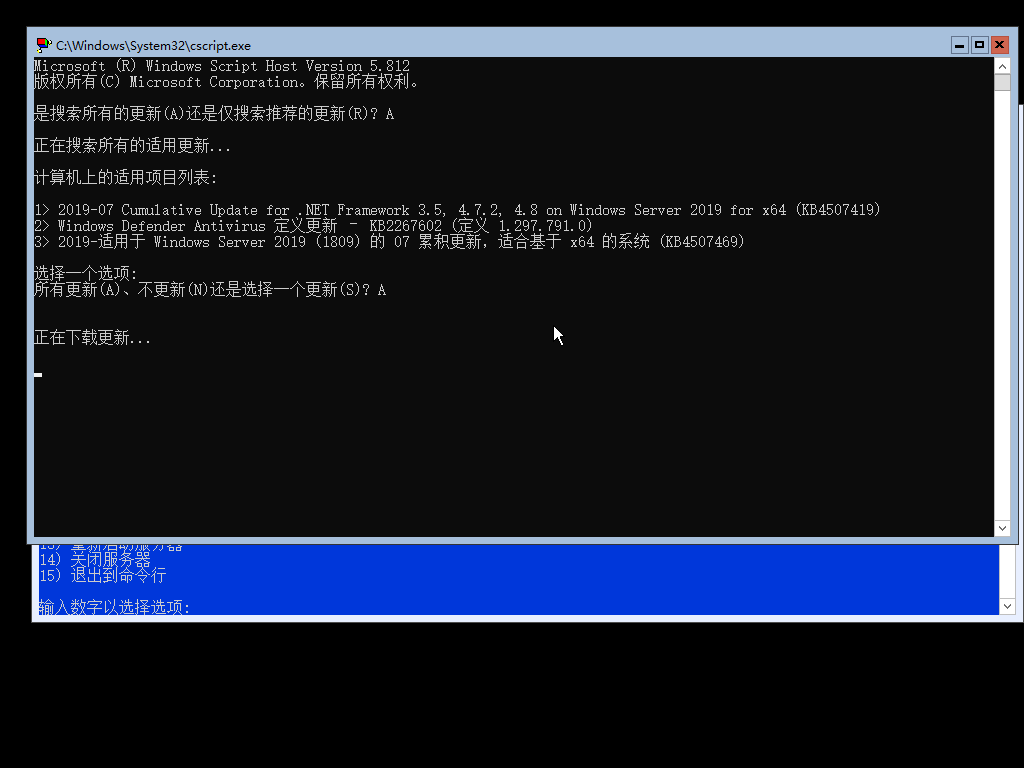 C:\Windows\System32\cscript.exe
Microsoft (R) Windows Script Host Version 5.812
版权所有(C) Microsoft Corporation。保留所有权利。
是搜索所有的更新(A)还是仅搜索推荐的更新(R)? A
正在搜索所有的适用更新...
计算机上的适用项目列表:
1> 2019-07 Cumulative Update for .NET Framework 3.5, 4.7.2, 4.8 on Windows Server 2019 for x64 (KB4507419)
2> Windows Defender Antivirus 定义更新 - KB2267602 (定义 1.297.791.0)
3> 2019-适用于 Windows Server 2019 (1809) 的 07 累积更新，适合基于 x64 的系统 (KB4507469)
选择一个选项:
所有更新(A)、不更新(N)还是选择一个更新(S)? A
正在下载更新...
13) 重新启动服务器
14) 关闭服务器
15) 退出到命令行
输入数字以选择选项: